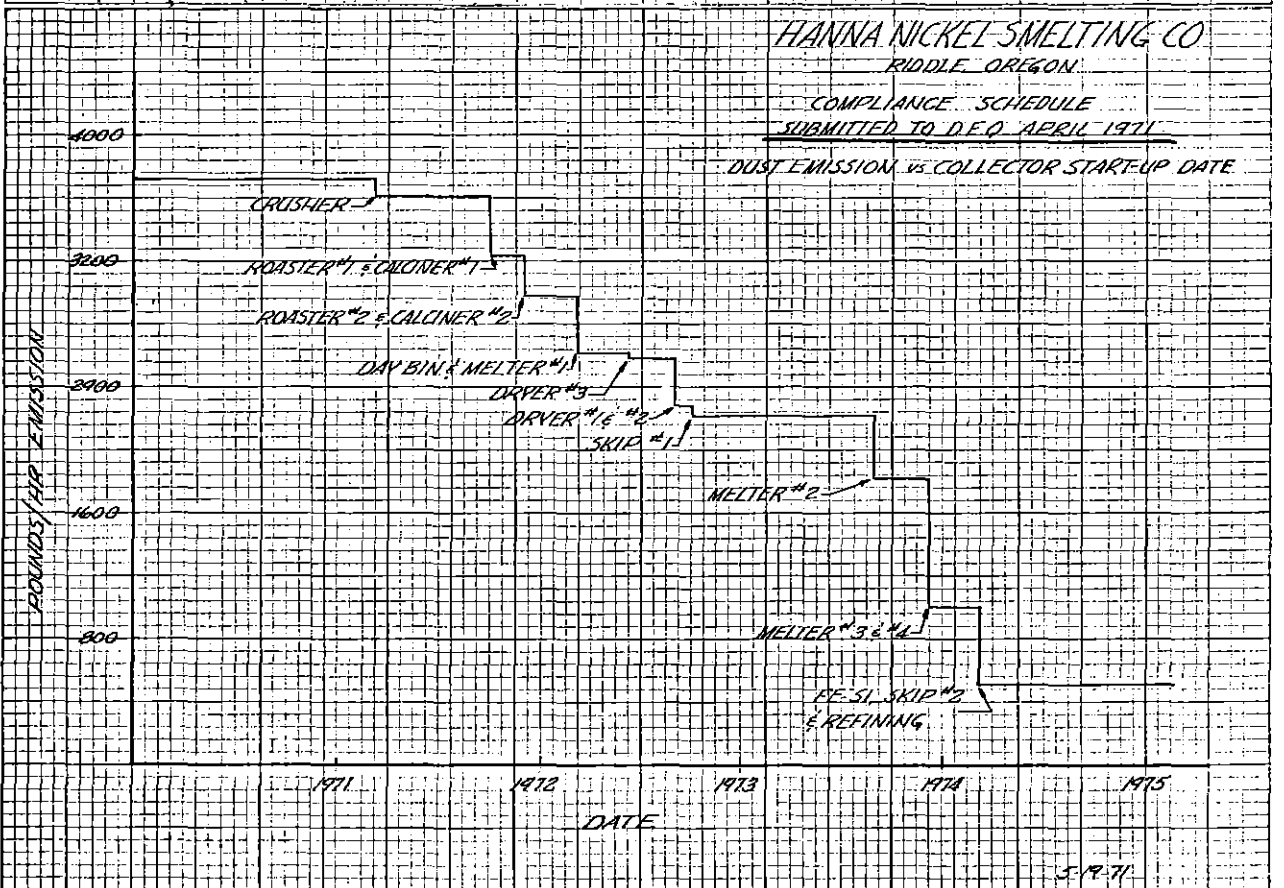 HANNA NICKEL SMELTING CO
RIDDLE, OREGON
COMPLIANCE SCHEDULE
SUBMITTED TO D.E.Q. APRIL 1971
DUST EMISSION vs COLLECTOR START-UP DATE
4000
CRUSHER
3200
ROASTER #1 & CALCINER #1
ROASTER #2 & CALCINER #2
DAY BIN & MELTER #1
2400
DRYER #3
DRYER #1 & #2
SKIP #1
MELTER #2
1600
POUNDS/HR EMISSION
800
MELTER #3 & #4
FE-SI, SKIP #2
& REFINING
1971 1972 1973 1974 1975
DATE
5-19-71